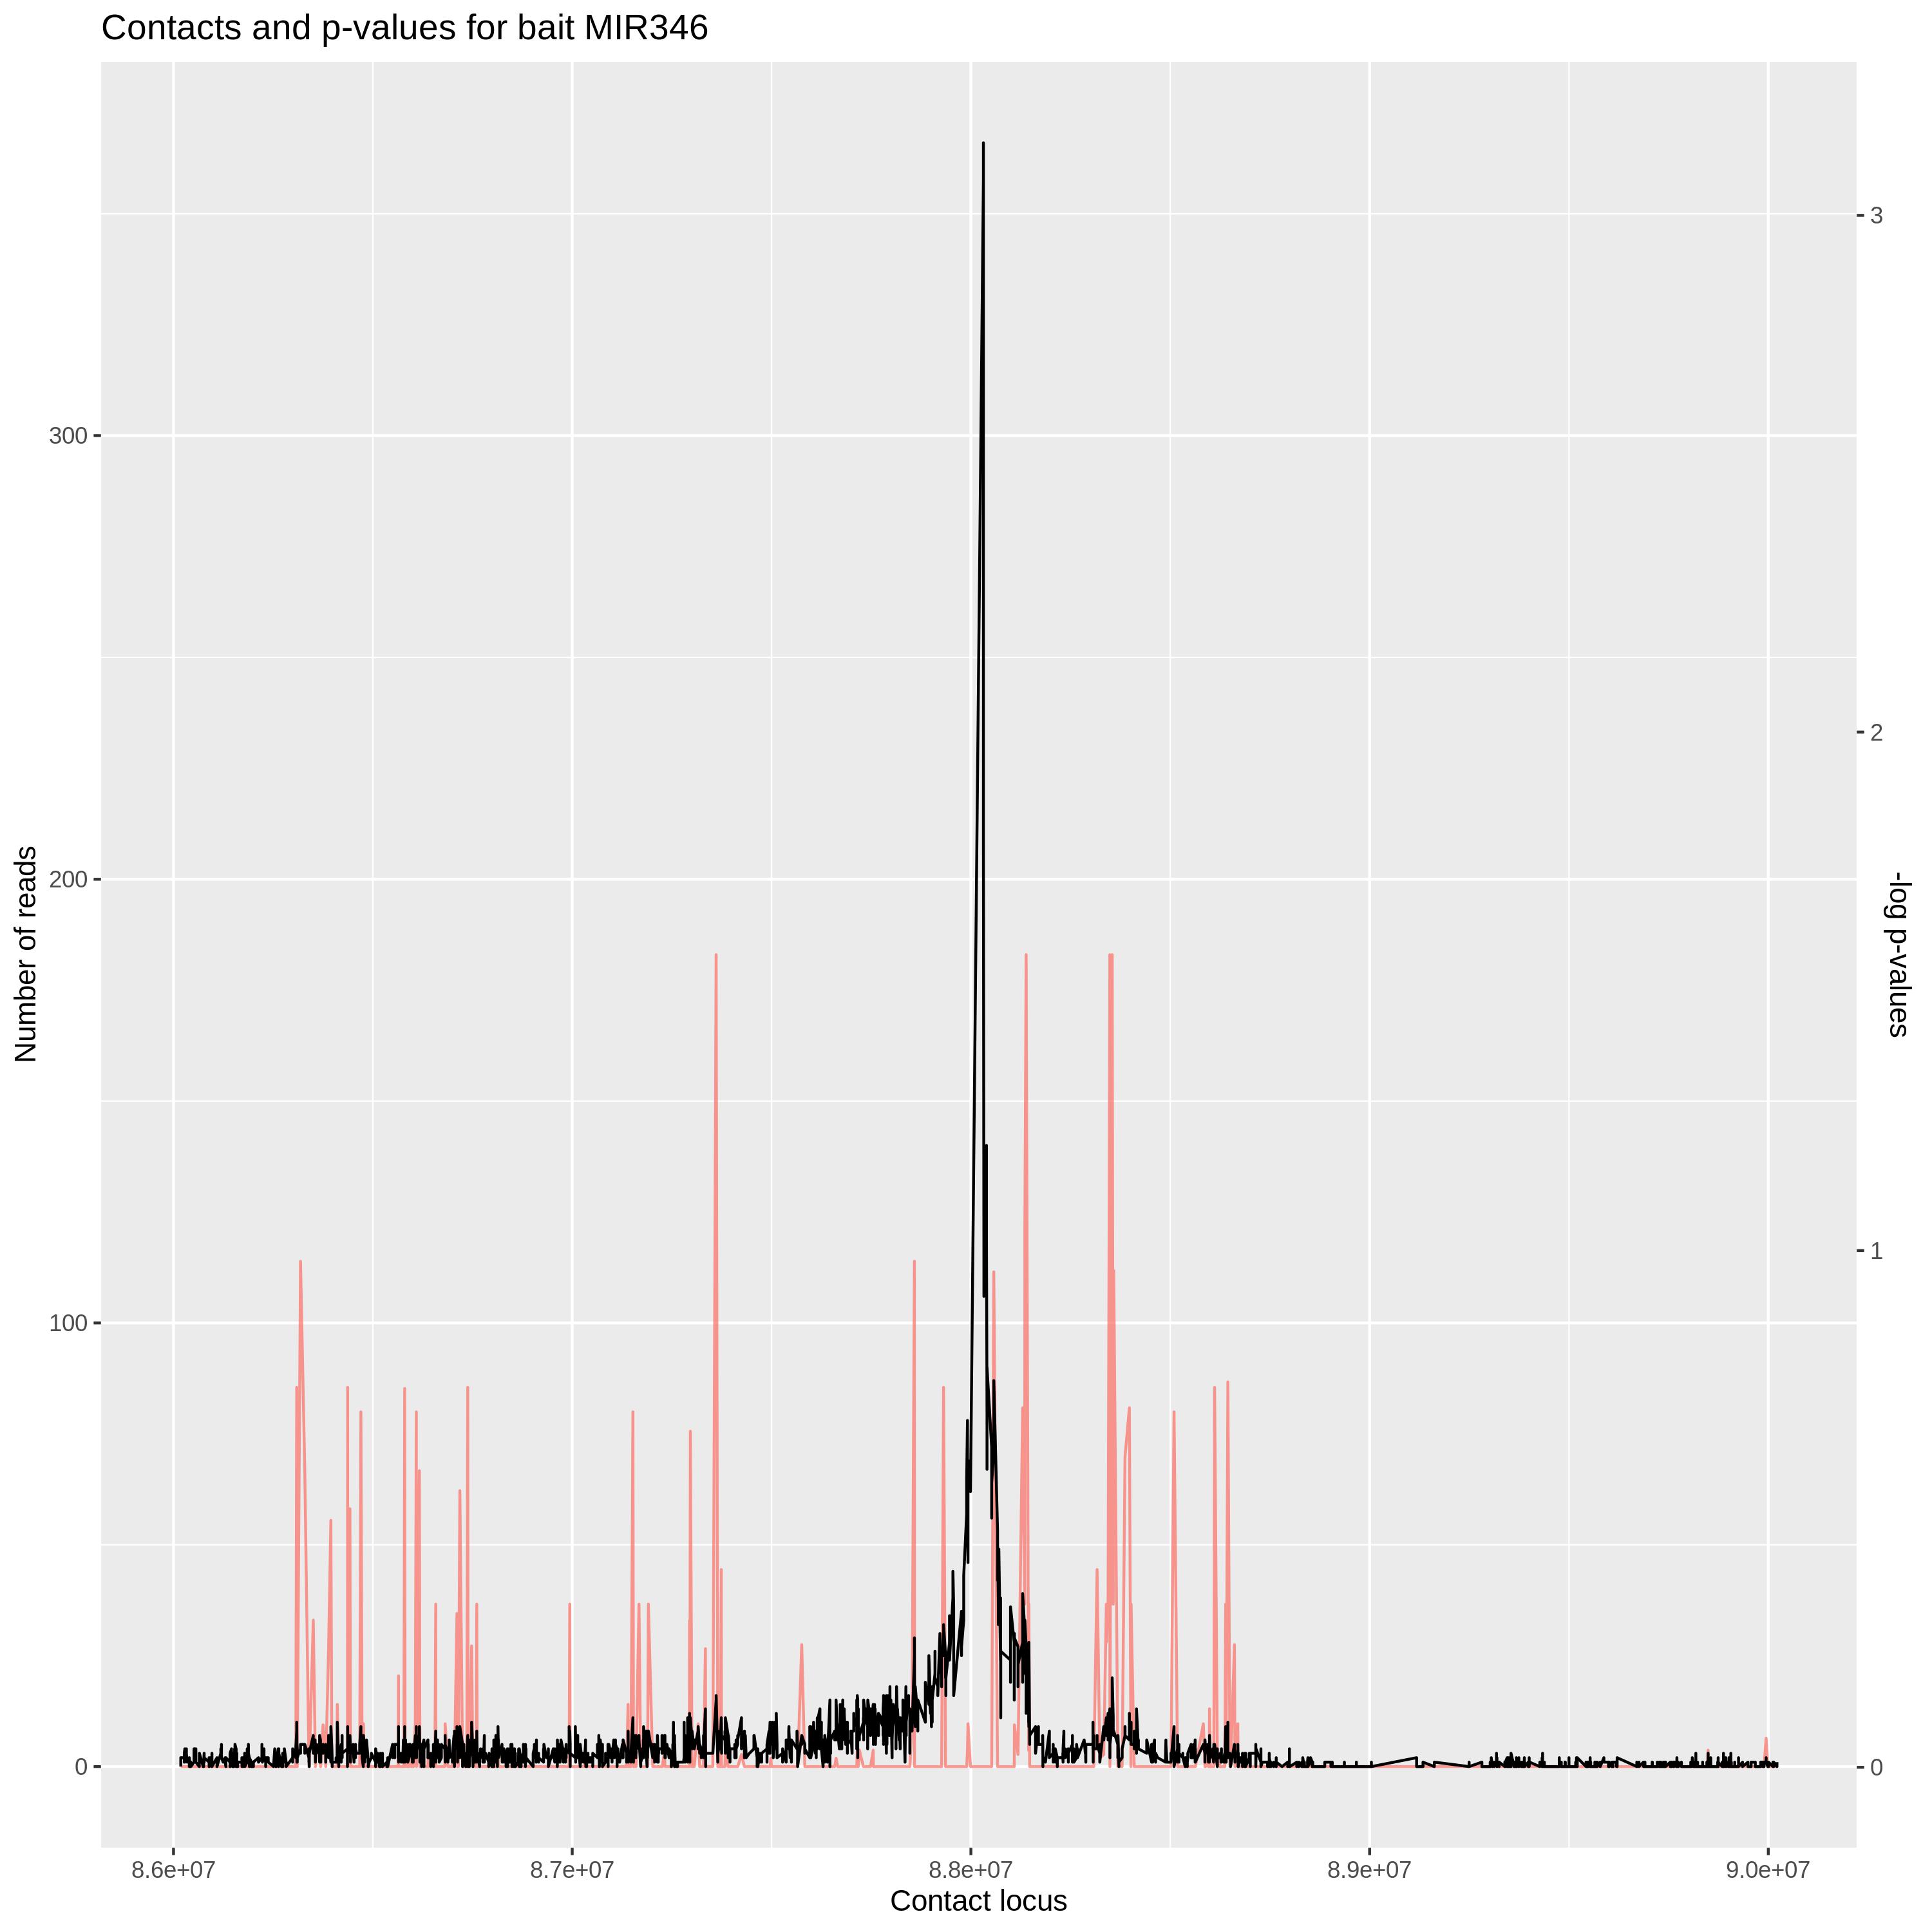 Contacts and p-values for bait MIR346
Number of reads
300
200
100
0
3
2
1
0
-log p-values
8.6e+07
8.7e+07
8.8e+07
8.9e+07
9.0e+07
Contact locus